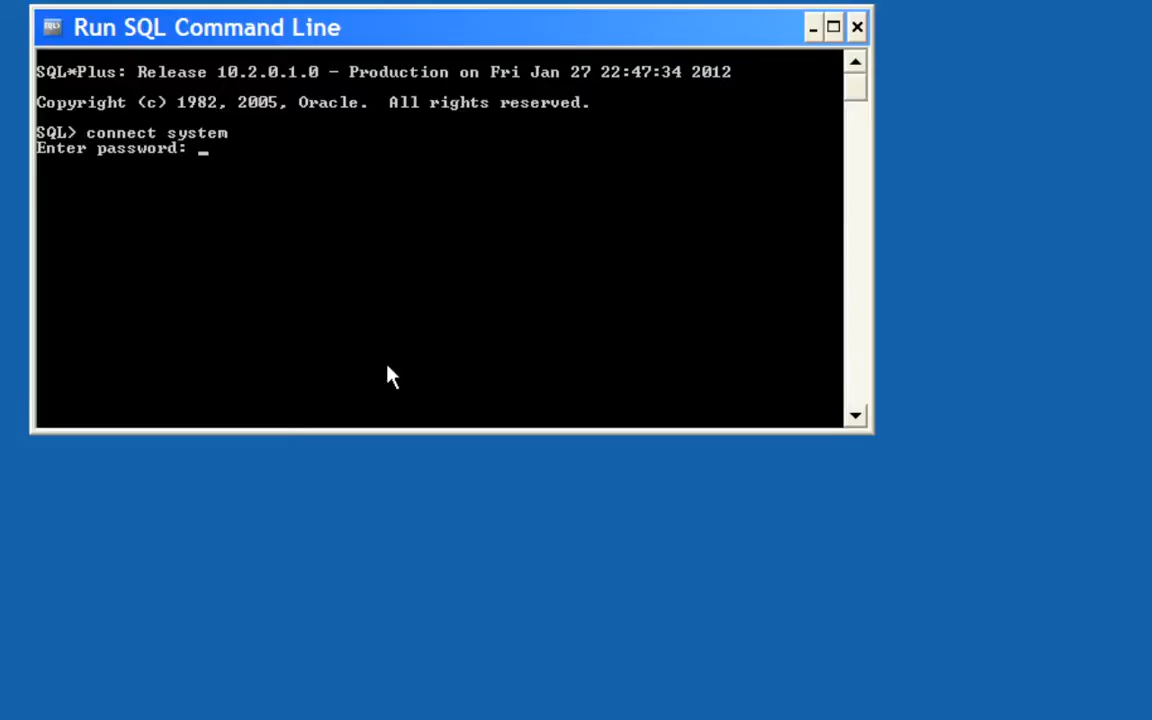 Run SQL Command Line
SQL*Plus: Release 10.2.0.1.0 - Production on Fri Jan 27 22:47:34 2012
Copyright (c) 1982, 2005, Oracle.  All rights reserved.
SQL> connect system
Enter password: _